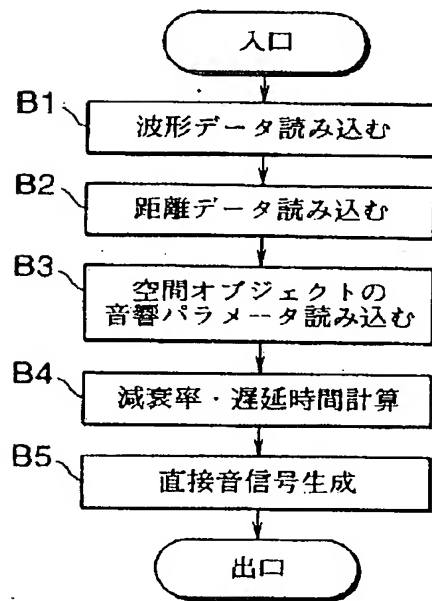 入口
B1
波形データ読み込む
B2
距離データ読み込む
B3
空間オブジェクトの
音響パラメータ読み込む
B4
減衰率・遅延時間計算
B5
直接音信号生成
出口